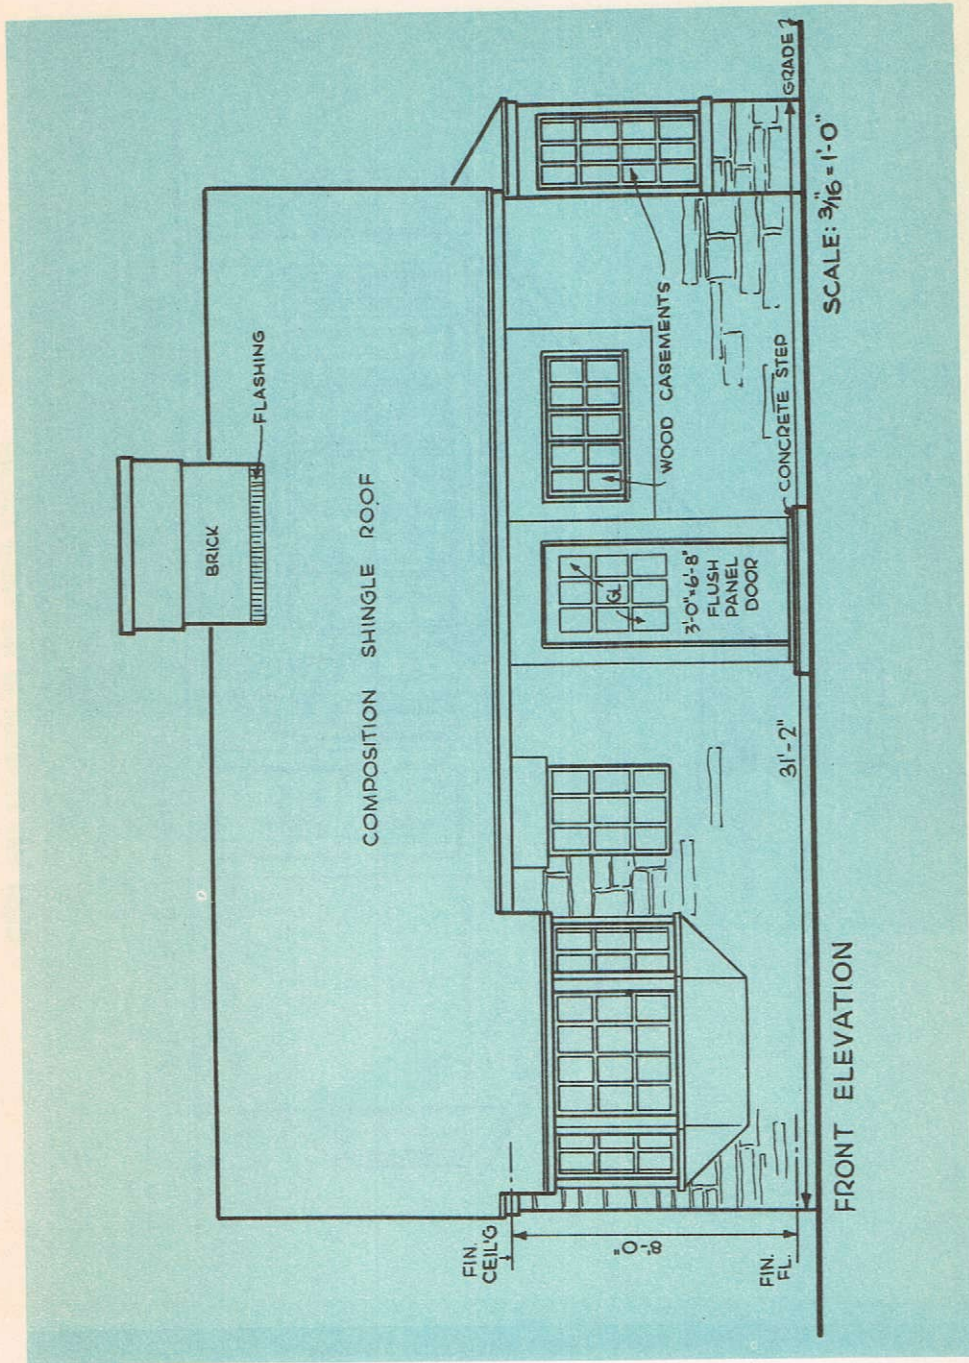 BRICK
FLASHING
COMPOSITION SHINGLE ROOF
FIN.
CEIL'G
8'-0"
FIN.
FL.
GL
3'-0"x6'-8"
FLUSH
PANEL
DOOR
WOOD CASEMENTS
31'-2"
CONCRETE STEP
GRADE
FRONT ELEVATION
SCALE: 3/16"=1'-0"